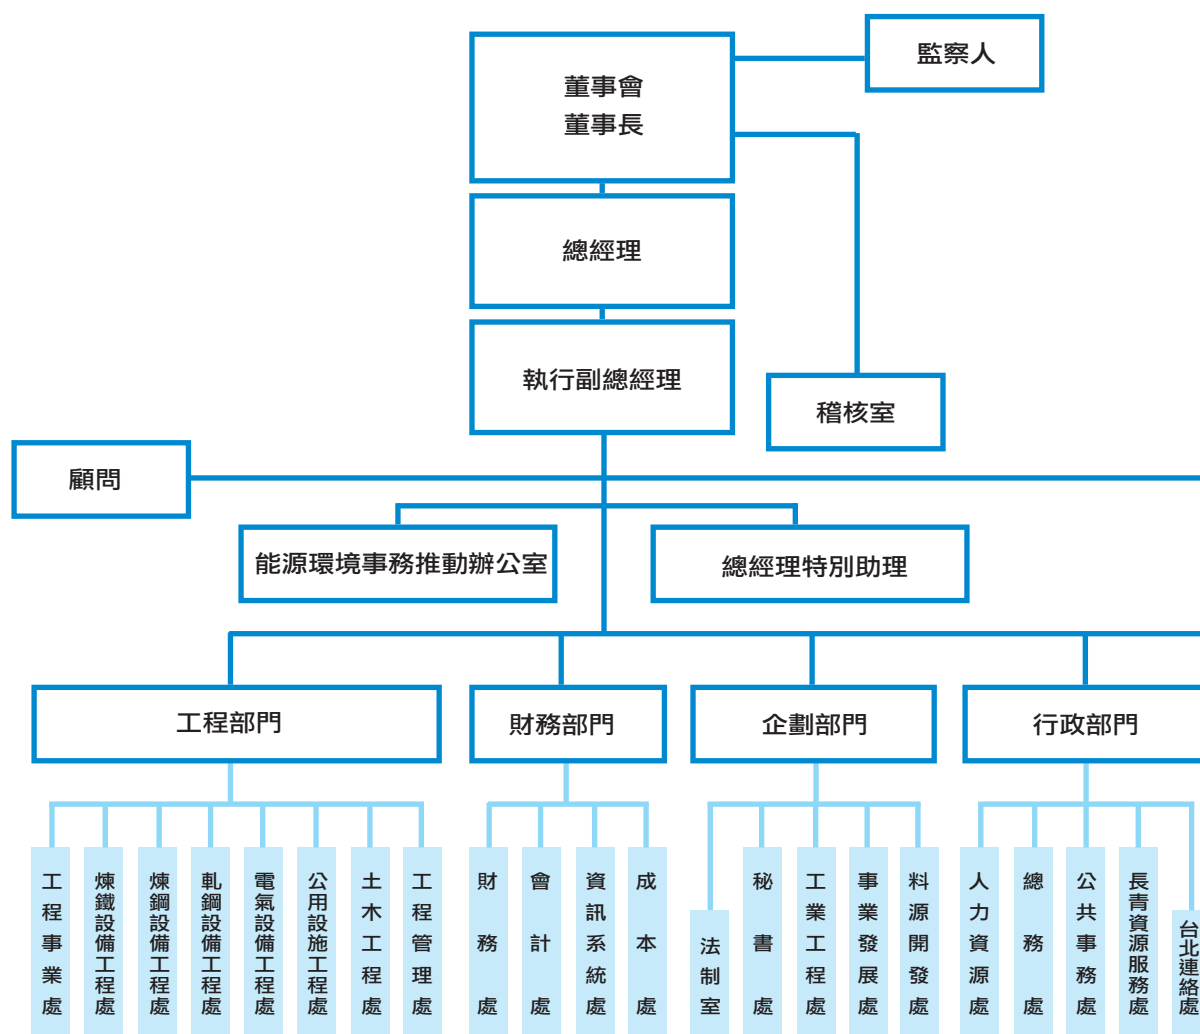 監察人
董事會
董事長
總經理
執行副總經理
稽核室
顧問
能源環境事務推動辦公室
總經理特別助理
工程部門
財務部門
企劃部門
行政部門
工程事業處
煉鐵設備工程處
煉鋼設備工程處
軋鋼設備工程處
電氣設備工程處
公用設施工程處
土木工程處
工程管理處
財務處
會計處
資訊系統處
成本處
法制室
秘書處
工業工程處
事業發展處
料源開發處
人力資源處
總務處
公共事務處
長青資源服務處
台北連絡處